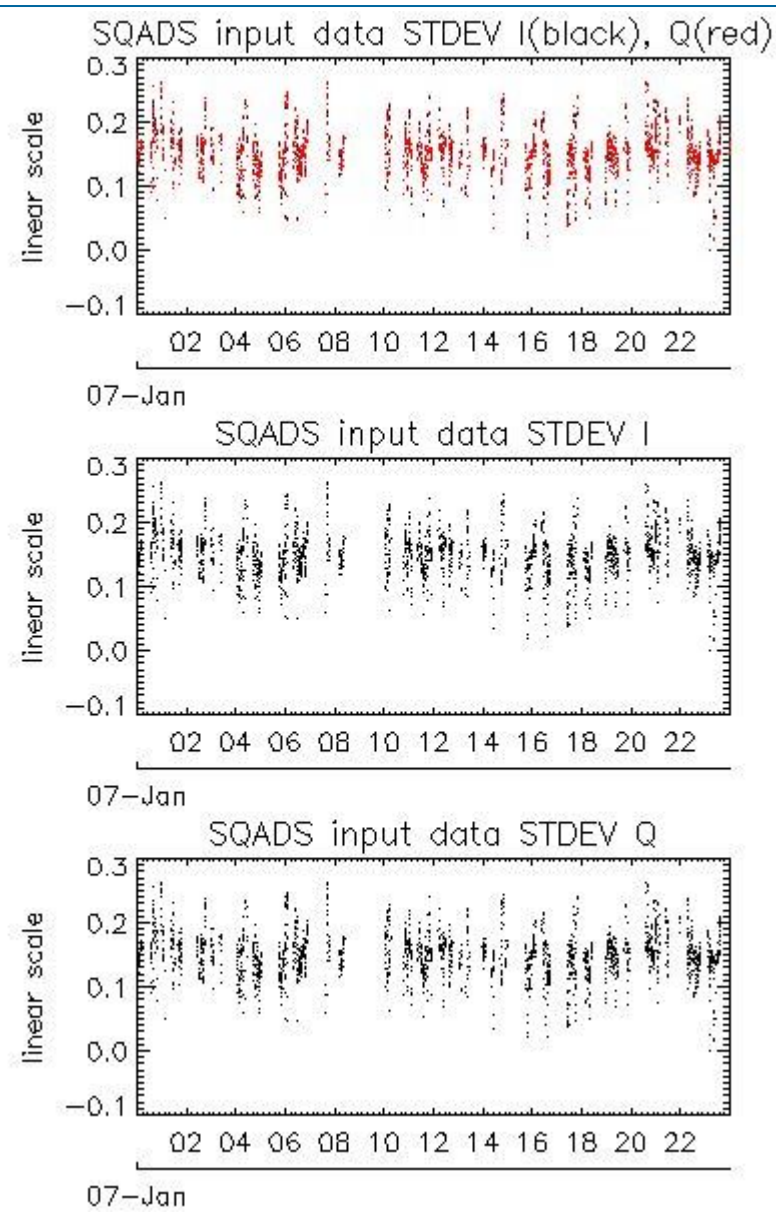 SQADS input data STDEV I(black), Q(red)
0.3
0.2
0.1
0.0
−0.1
linear scale
02 04 06 08 10 12 14 16 18 20 22
07−Jan
SQADS input data STDEV I
0.3
0.2
0.1
0.0
−0.1
linear scale
02 04 06 08 10 12 14 16 18 20 22
07−Jan
SQADS input data STDEV Q
0.3
0.2
0.1
0.0
−0.1
linear scale
02 04 06 08 10 12 14 16 18 20 22
07−Jan